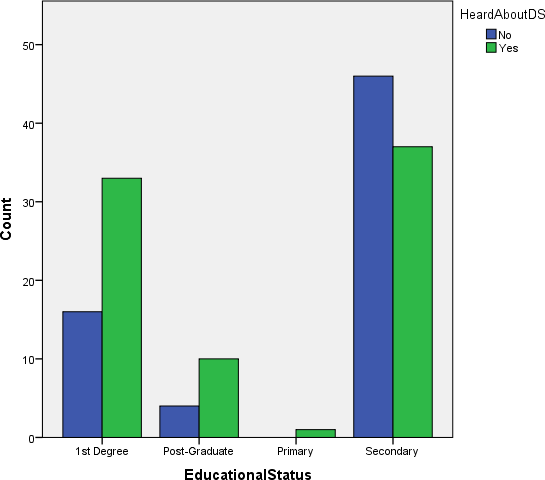 HeardAboutDS
No
Yes
50
40
30
20
10
0
Count
1st Degree
Post-Graduate
Primary
Secondary
EducationalStatus